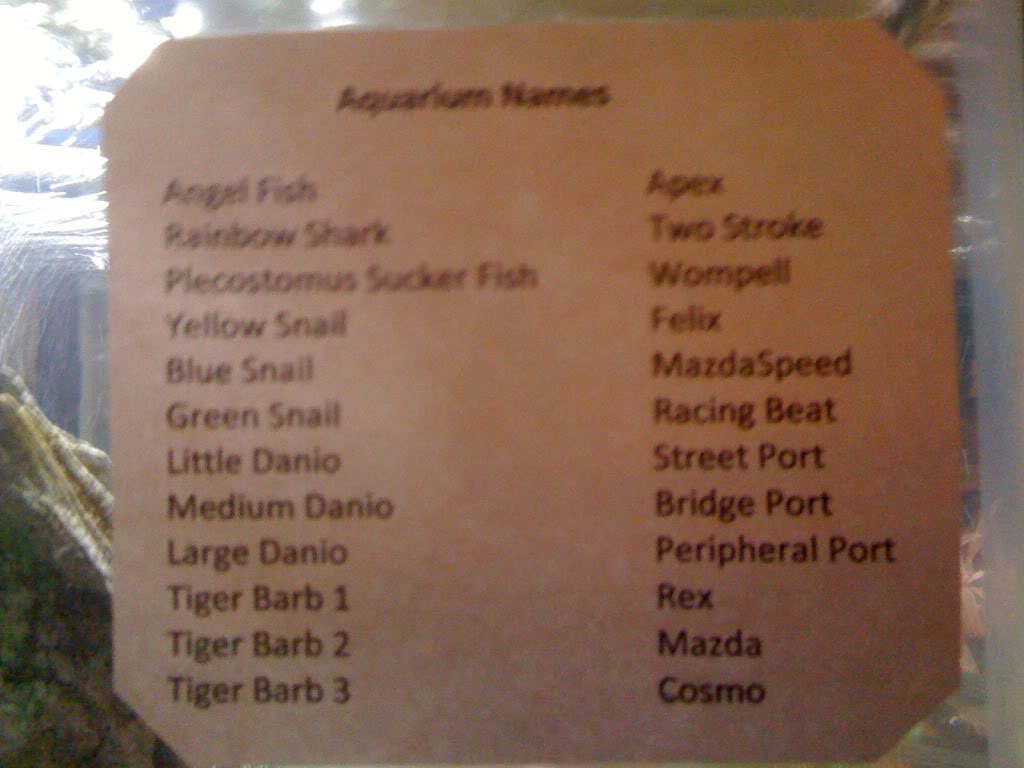 Aquarium Names
Angel Fish Apex
Rainbow Shark Two Stroke
Plecostomus Sucker Fish Wompell
Yellow Snail Felix
Blue Snail MazdaSpeed
Green Snail Racing Beat
Little Danio Street Port
Medium Danio Bridge Port
Large Danio Peripheral Port
Tiger Barb 1 Rex
Tiger Barb 2 Mazda
Tiger Barb 3 Cosmo